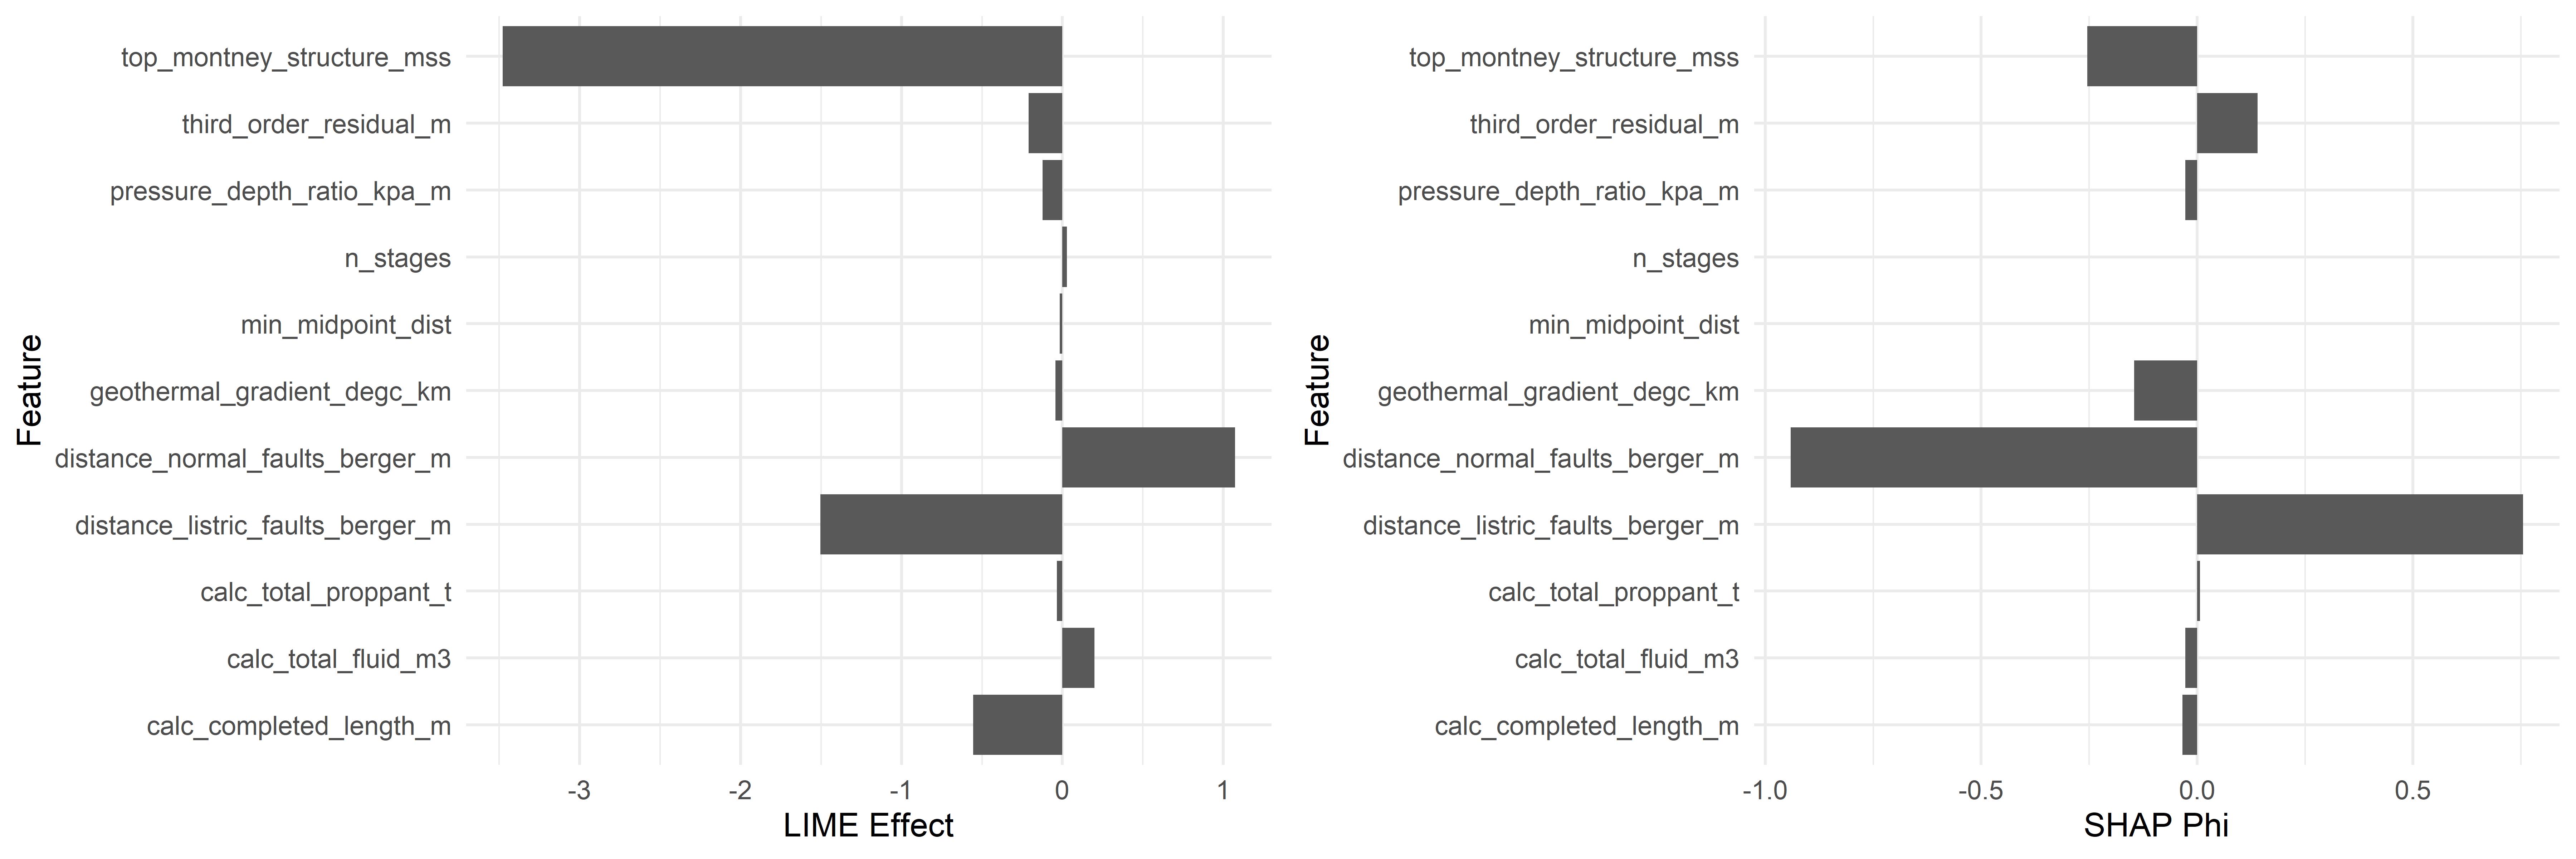 Feature
top_montney_structure_mss
third_order_residual_m
pressure_depth_ratio_kpa_m
n_stages
min_midpoint_dist
geothermal_gradient_degc_km
distance_normal_faults_berger_m
distance_listric_faults_berger_m
calc_total_proppant_t
calc_total_fluid_m3
calc_completed_length_m
-3 -2 -1 0 1
LIME Effect
Feature
top_montney_structure_mss
third_order_residual_m
pressure_depth_ratio_kpa_m
n_stages
min_midpoint_dist
geothermal_gradient_degc_km
distance_normal_faults_berger_m
distance_listric_faults_berger_m
calc_total_proppant_t
calc_total_fluid_m3
calc_completed_length_m
-1.0 -0.5 0.0 0.5
SHAP Phi